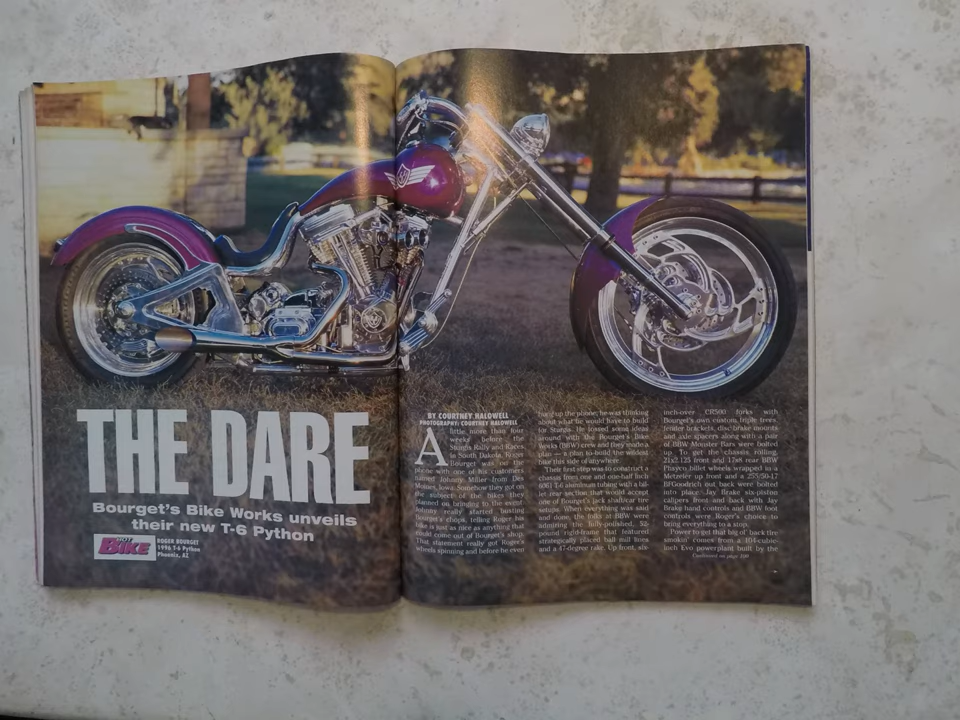 THE DARE
Bourget's Bike Works unveils
their new T-6 Python
HOT
BIKE
ROGER BOURGET
1996 T-6 Python
Phoenix, AZ
BY COURTNEY HALOWELL
PHOTOGRAPHY: COURTNEY HALOWELL
A little more than four
weeks before the
Sturgis Rally and Races
in South Dakota, Roger
Bourget was on the
phone with one of his customers
named Johnny Miller from Des
Moines, Iowa. Somehow they got on
the subject of the bikes they
planned on bringing to the event.
Johnny really started busting
Bourget's chops, telling Roger his
bike is just as nice as anything that
could come out of Bourget's shop.
That statement really got Roger's
wheels spinning and before he even
hung up the phone, he was thinking
about what he would have to build
for Sturgis. He tossed some ideas
around with the Bourget's Bike
Works (BBW) crew and they made a
plan — a plan to build the wildest
bike this side of anywhere.
Their first step was to construct a
chassis from one and one-half inch
6061 T-6 aluminum tubing with a bil-
let rear section that would accept
one of Bourget's jack shaft/rear tire
setups. When everything was said
and done, the folks at BBW were
admiring the fully-polished, 52-
pound rigid-frame that featured
strategically placed ball mill lines
and a 47-degree rake. Up front, six-
inch-over CR500 forks with
Bourget's own custom triple trees,
fender brackets, disc brake mounts
and axle spacers along with a pair
of BBW Monster Bars were bolted
up. To get the chassis rolling,
21x2.125 front and 17x8 rear BBW
Phayco billet wheels wrapped in a
Metzeler up front and a 255/50-17
BFGoodrich out back were bolted
into place. Jay Brake six-piston
calipers front and back with Jay
Brake hand controls and BBW foot
controls were Roger's choice to
bring everything to a stop.
Power to get that big ol' back tire
smokin' comes from a 104-cubic-
inch Evo powerplant built by the
Continued on page